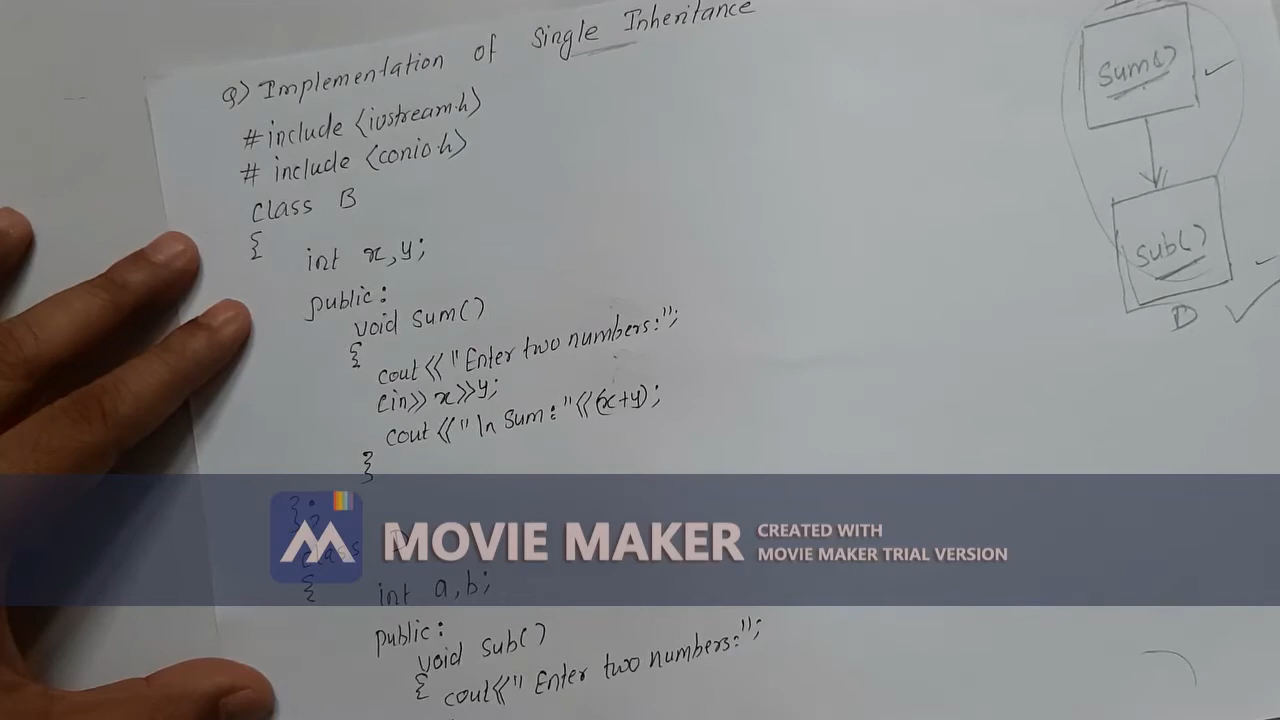 Q) Implementation of Single Inheritance
#include <iostream.h>
# include <conio.h>
class B
{
int x,y;
public:
void sum()
{
cout<<"Enter two numbers:";
cin>>x>>y;
cout<<"\n Sum:"<<(x+y);
}
};
class D
{
int a,b;
public:
void sub()
{ cout<<" Enter two numbers:";
sum()
sub()
D
MOVIE MAKER
CREATED WITH
MOVIE MAKER TRIAL VERSION